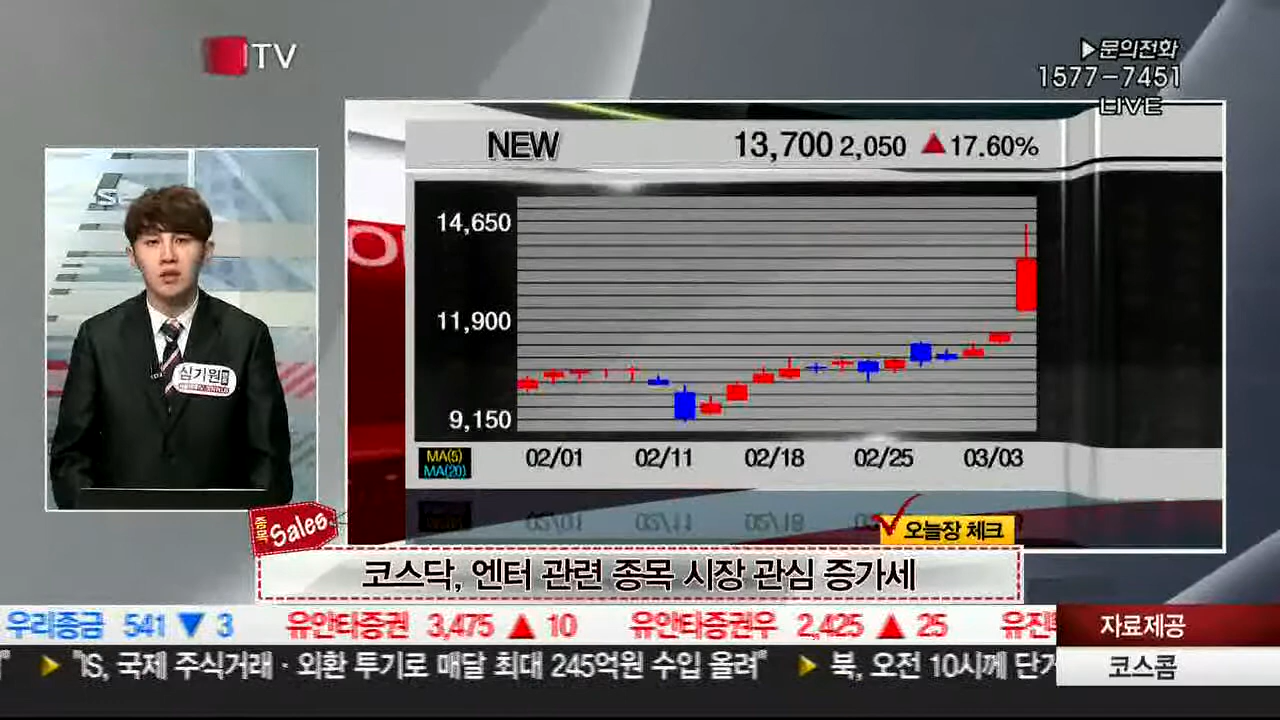 TV
▶문의전화
1577-7451
LIVE
NEW 13,700 2,050 ▲17.60%
14,650
11,900
9,150
MA(5)
MA(20)
02/01 02/11 02/18 02/25 03/03
심기원
Sales
오늘장 체크
코스닥, 엔터 관련 종목 시장 관심 증가세
우리종금 541 ▼ 3 유안타증권 3,475 ▲ 10 유안타증권우 2,425 ▲ 25 유진
자료제공
"IS, 국제 주식거래·외환 투기로 매달 최대 245억원 수입 올려" ▶ 북, 오전 10시께 단거
코스콤